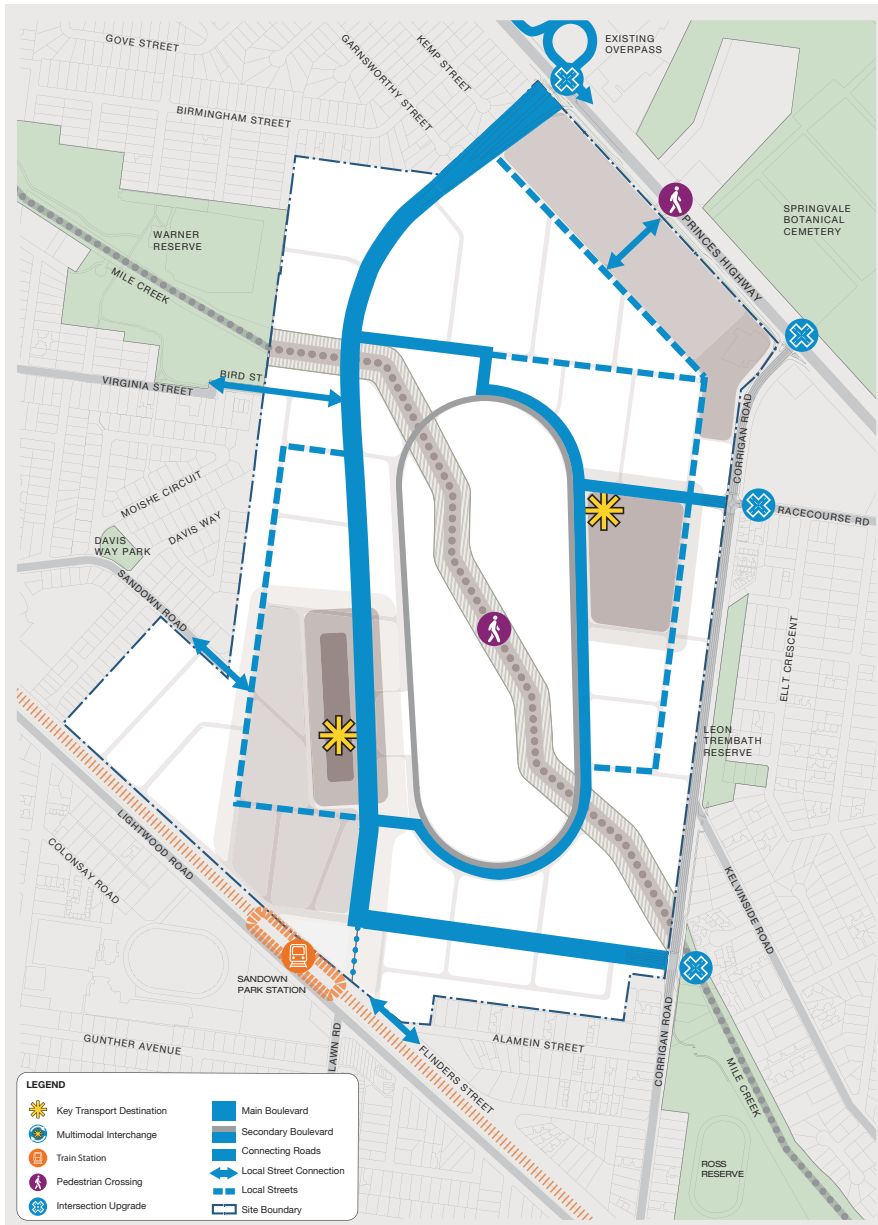 GOVE STREET
GARNSWORTHY STREET
KEMP STREET
EXISTING
OVERPASS
BIRMINGHAM STREET
SPRINGVALE
BOTANICAL
CEMETERY
PRINCES HIGHWAY
WARNER
RESERVE
MILE CREEK
VIRGINIA STREET
BIRD ST
CORRIGAN ROAD
MOISHE CIRCUIT
DAVIS WAY
DAVIS
WAY PARK
RACECOURSE RD
SANDOWN ROAD
ELLT CRESCENT
LEON
TREMBATH
RESERVE
LIGHTWOOD ROAD
COLONSAY ROAD
KELVINSIDE ROAD
SANDOWN
PARK STATION
GUNTHER AVENUE
LAWN RD
FLINDERS STREET
ALAMEIN STREET
CORRIGAN ROAD
MILE CREEK
ROSS
RESERVE
LEGEND
Key Transport Destination
Multimodal Interchange
Train Station
Pedestrian Crossing
Intersection Upgrade
Main Boulevard
Secondary Boulevard
Connecting Roads
Local Street Connection
Local Streets
Site Boundary